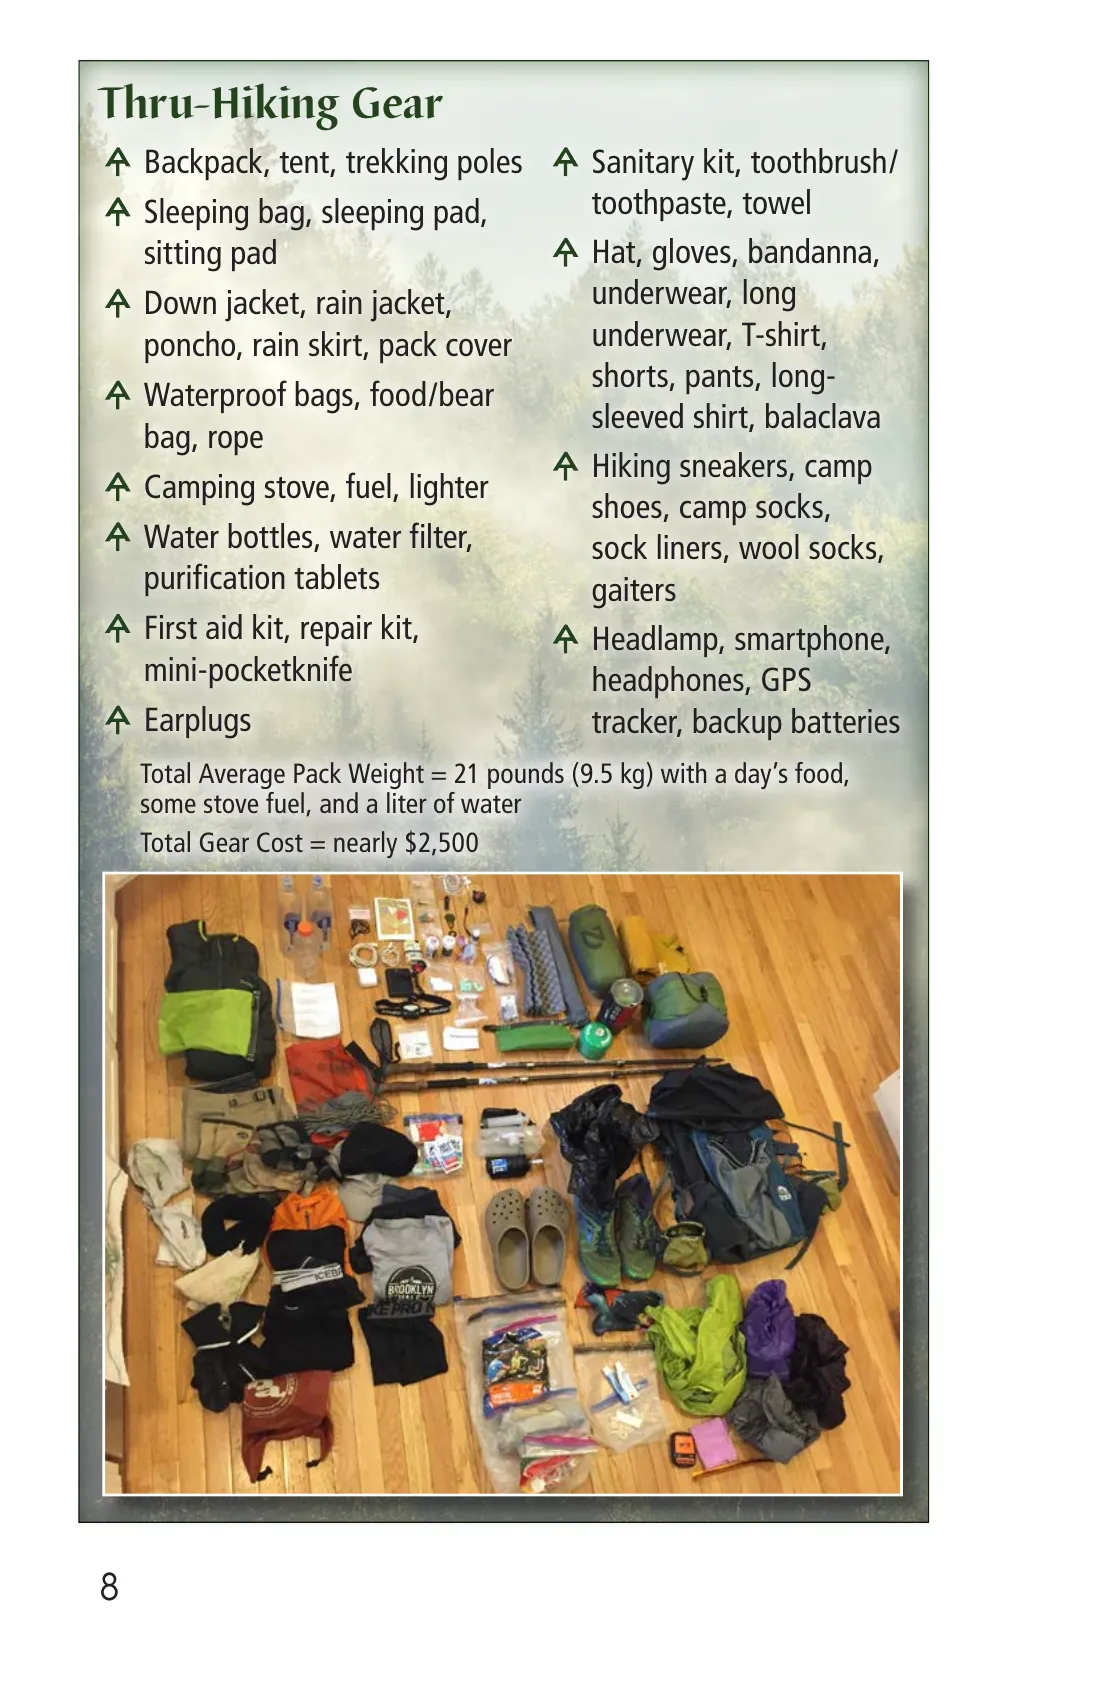 Thru-Hiking Gear
Backpack, tent, trekking poles
Sleeping bag, sleeping pad,
sitting pad
Down jacket, rain jacket,
poncho, rain skirt, pack cover
Waterproof bags, food/bear
bag, rope
Camping stove, fuel, lighter
Water bottles, water filter,
purification tablets
First aid kit, repair kit,
mini-pocketknife
Earplugs
Sanitary kit, toothbrush/
toothpaste, towel
Hat, gloves, bandanna,
underwear, long
underwear, T-shirt,
shorts, pants, long-
sleeved shirt, balaclava
Hiking sneakers, camp
shoes, camp socks,
sock liners, wool socks,
gaiters
Headlamp, smartphone,
headphones, GPS
tracker, backup batteries
Total Average Pack Weight = 21 pounds (9.5 kg) with a day’s food,
some stove fuel, and a liter of water
Total Gear Cost = nearly $2,500
BROOKLYN
8